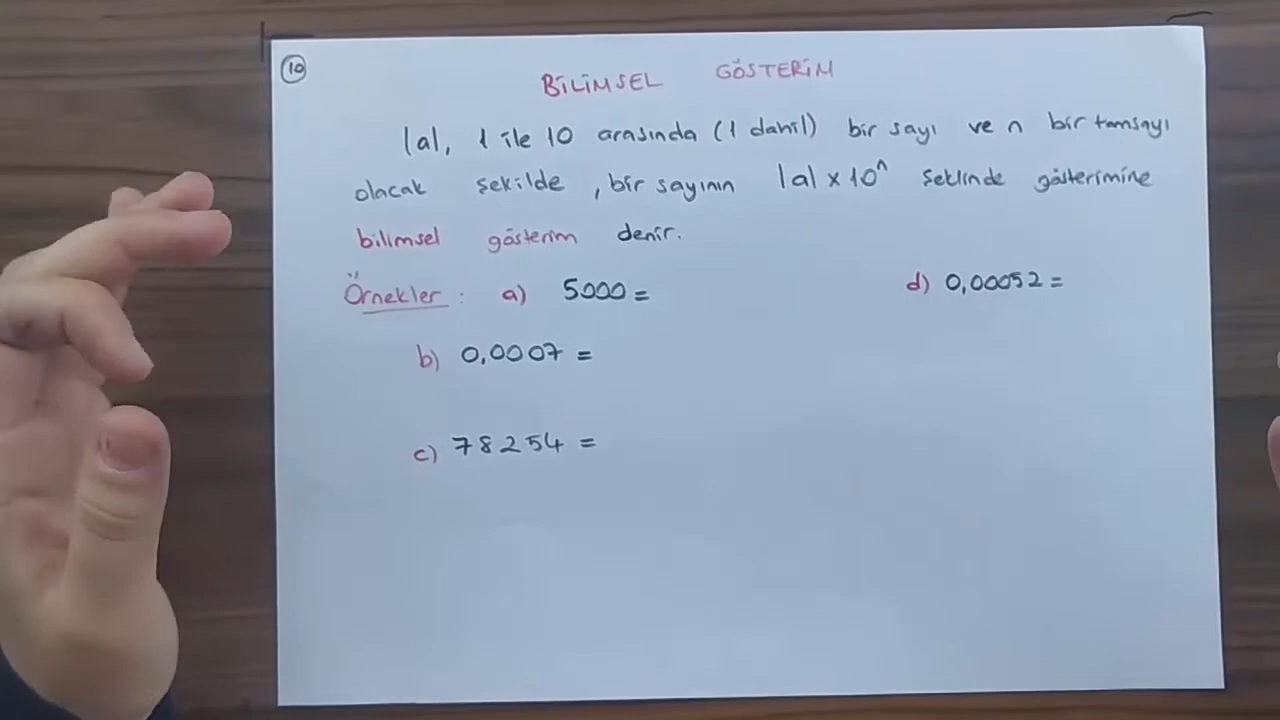 10
BİLİMSEL GÖSTERİM
|a|, 1 ile 10 arasında (1 dahil) bir sayı ve n bir tamsayı
olacak şekilde, bir sayının |a| x 10ⁿ şeklinde gösterimine
bilimsel gösterim denir.
Örnekler: a) 5000 = d) 0,00052 =
b) 0,0007 =
c) 78254 =